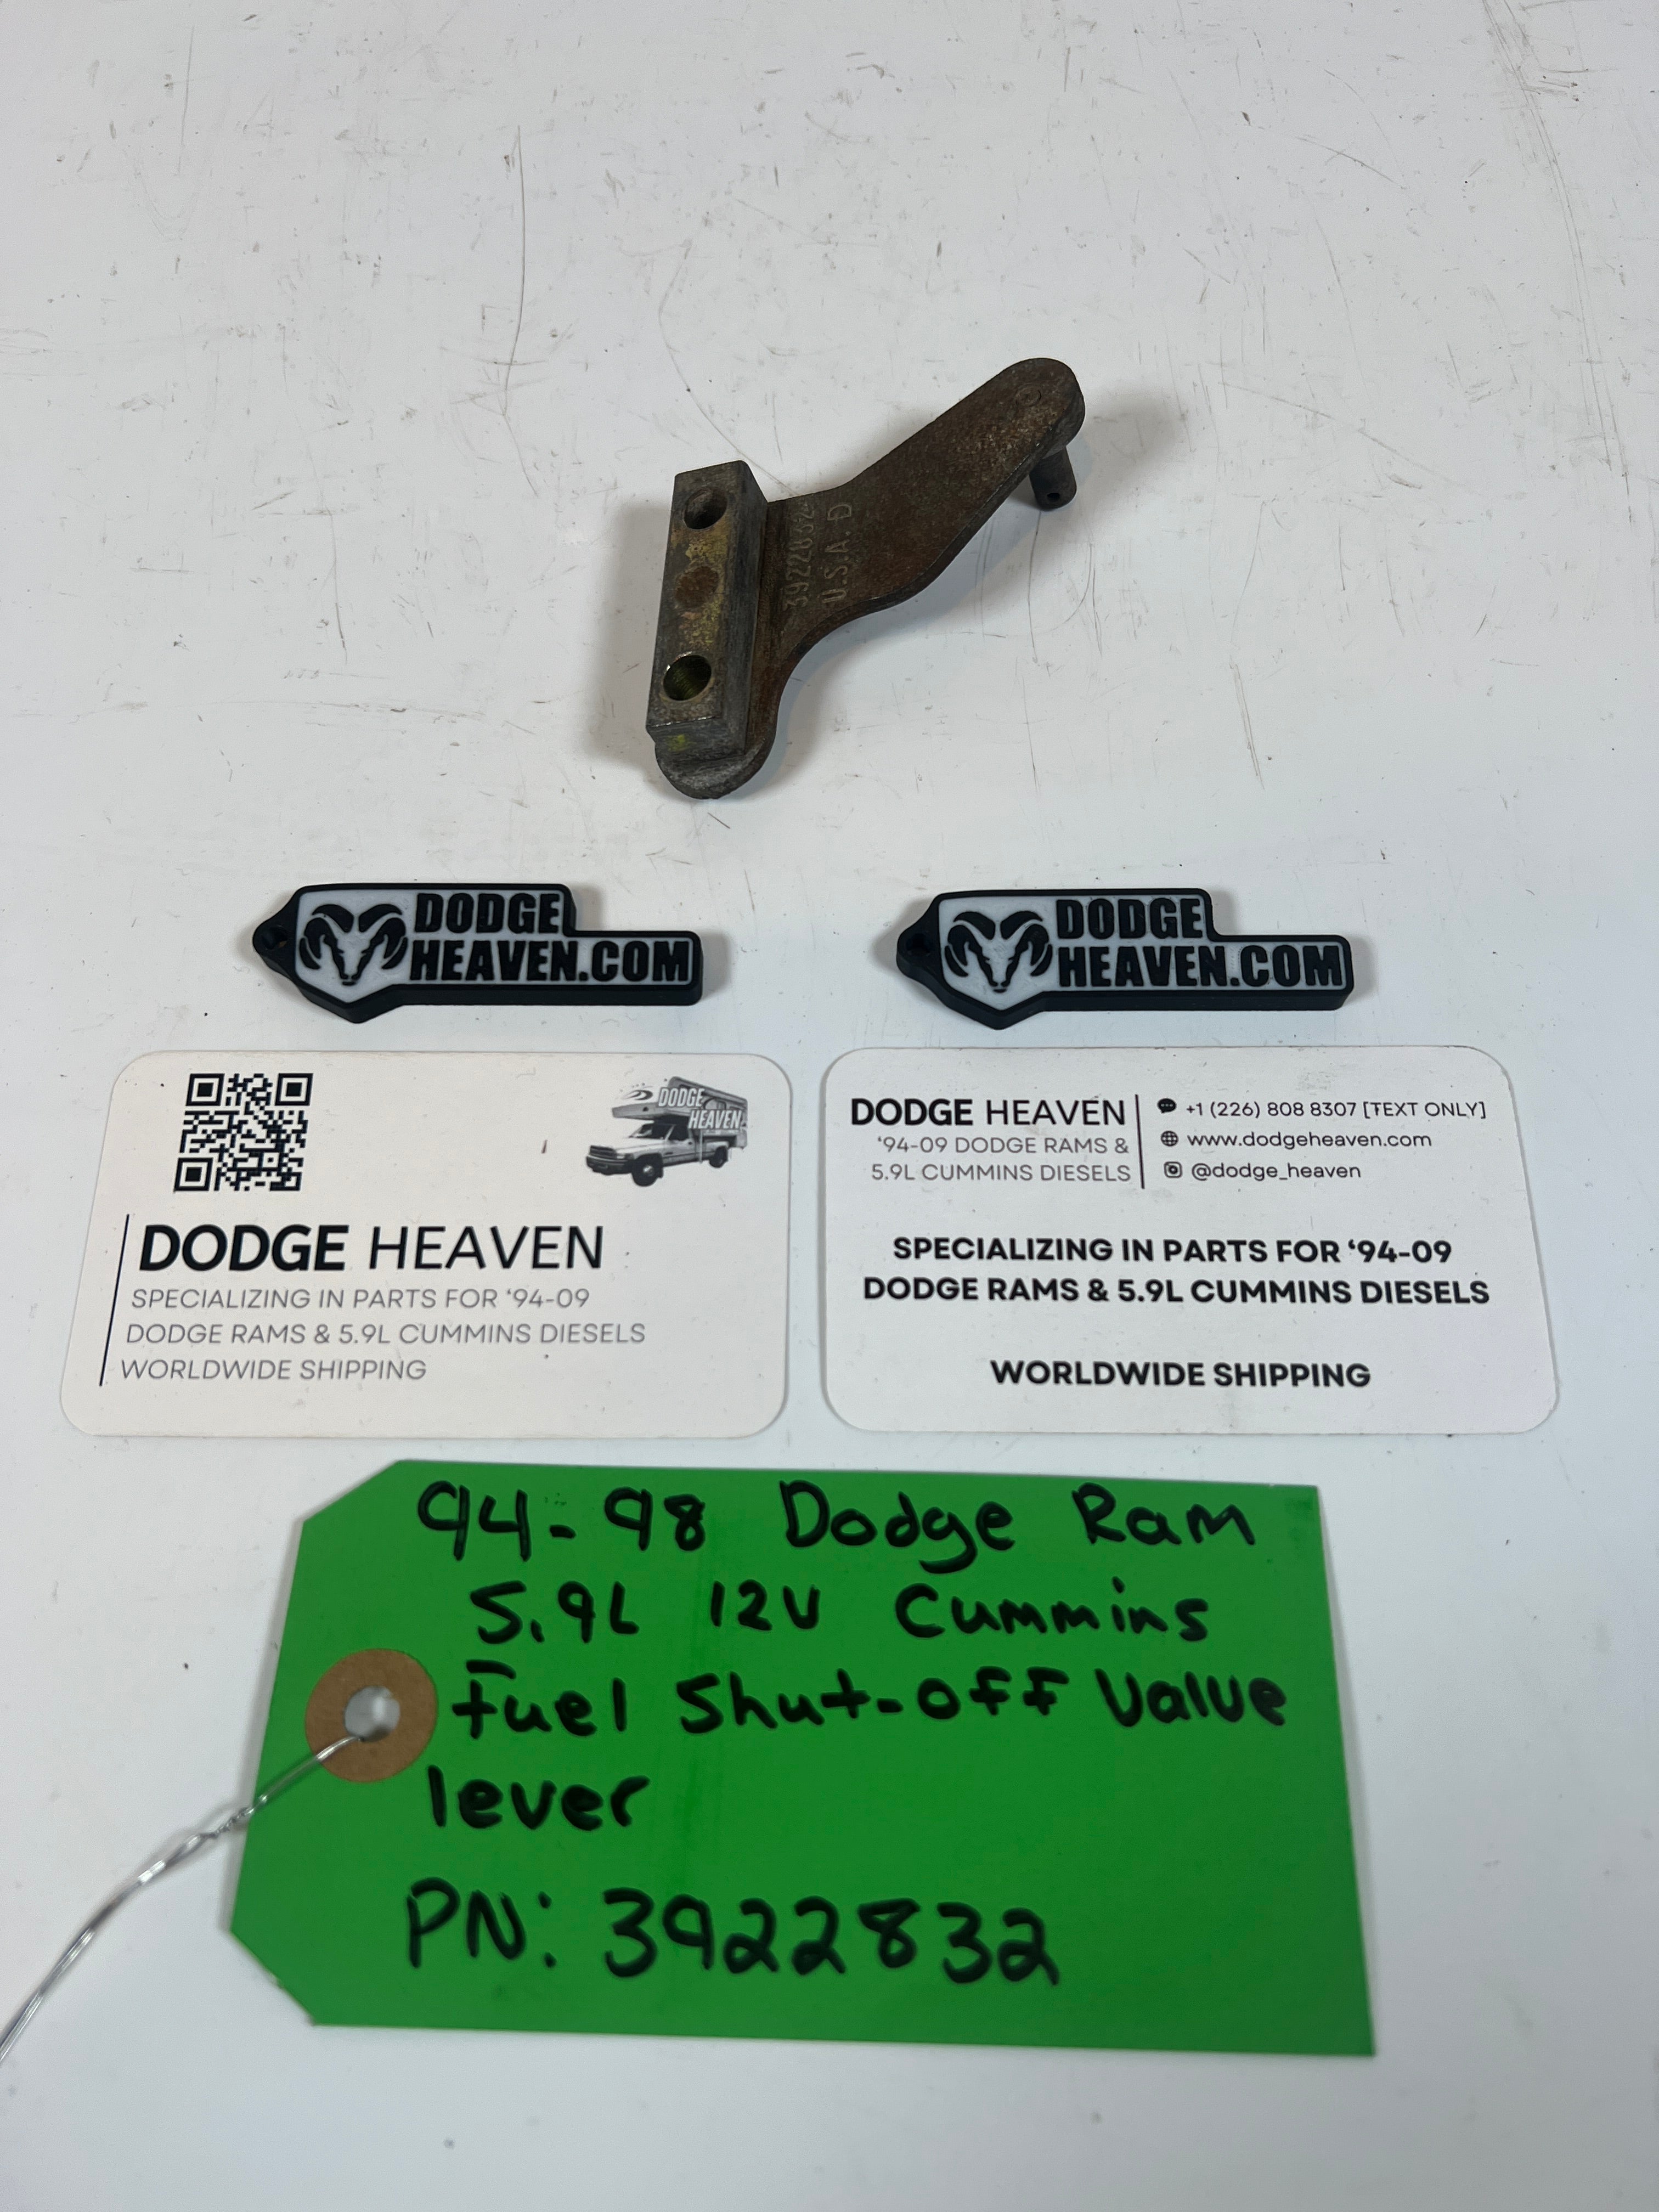 U.S.A. D
DODGE
HEAVEN.COM
DODGE
HEAVEN.COM
DODGE
HEAVEN
DODGE HEAVEN
SPECIALIZING IN PARTS FOR ‘94-09
DODGE RAMS & 5.9L CUMMINS DIESELS
WORLDWIDE SHIPPING
DODGE HEAVEN
‘94-09 DODGE RAMS &
5.9L CUMMINS DIESELS
+1 (226) 808 8307 [TEXT ONLY]
www.dodgeheaven.com
@dodge_heaven
SPECIALIZING IN PARTS FOR ‘94-09
DODGE RAMS & 5.9L CUMMINS DIESELS
WORLDWIDE SHIPPING
94-98 Dodge Ram
5.9L 12V Cummins
Fuel Shut-off Valve
lever
PN: 3922832